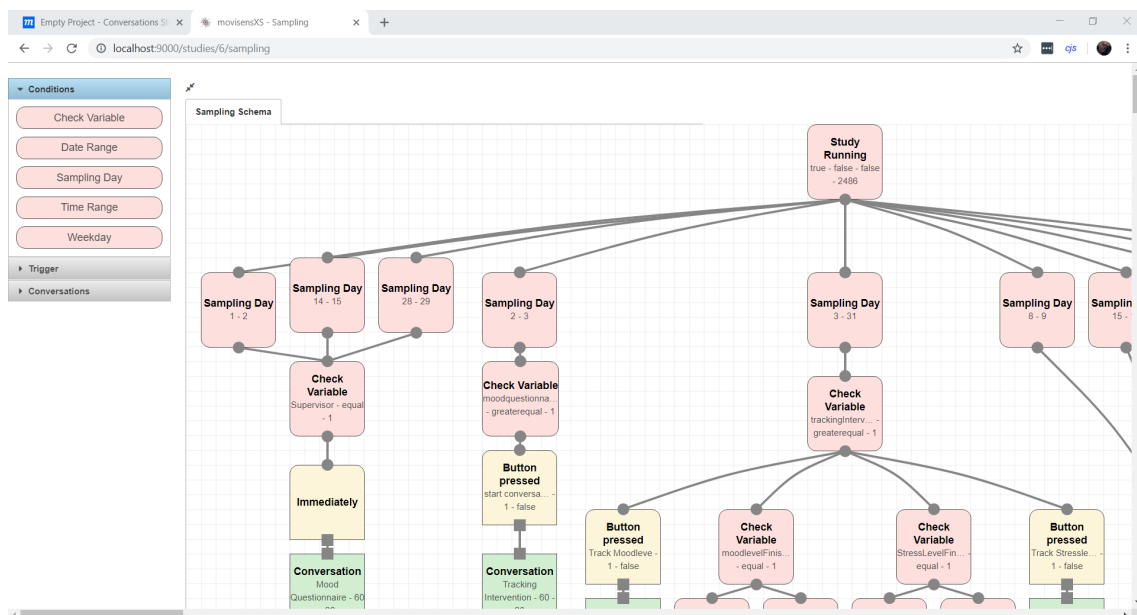 Empty Project - Conversations St
movisensXS - Sampling
localhost:9000/studies/6/sampling
cjs
Conditions
Check Variable
Date Range
Sampling Day
Time Range
Weekday
Trigger
Conversations
Sampling Schema
Study
Running
true - false - false
- 2486
Sampling Day
1 - 2
Sampling Day
14 - 15
Sampling Day
28 - 29
Sampling Day
2 - 3
Sampling Day
3 - 31
Sampling Day
8 - 9
Samplin
15 -
Check
Variable
Supervisor - equal
- 1
Check Variable
moodquestionna...
- greaterequal - 1
Check
Variable
trackingInterv... -
greaterequal - 1
Immediately
Button
pressed
start conversa... -
1 - false
Button
pressed
Track Moodleve -
1 - false
Check
Variable
moodlevelFinis...
- equal - 1
Check
Variable
StressLevelFin...
- equal - 1
Button
pressed
Track Stressle... -
1 - false
Conversation
Mood
Questionnaire - 60
Conversation
Tracking
Intervention - 60 -